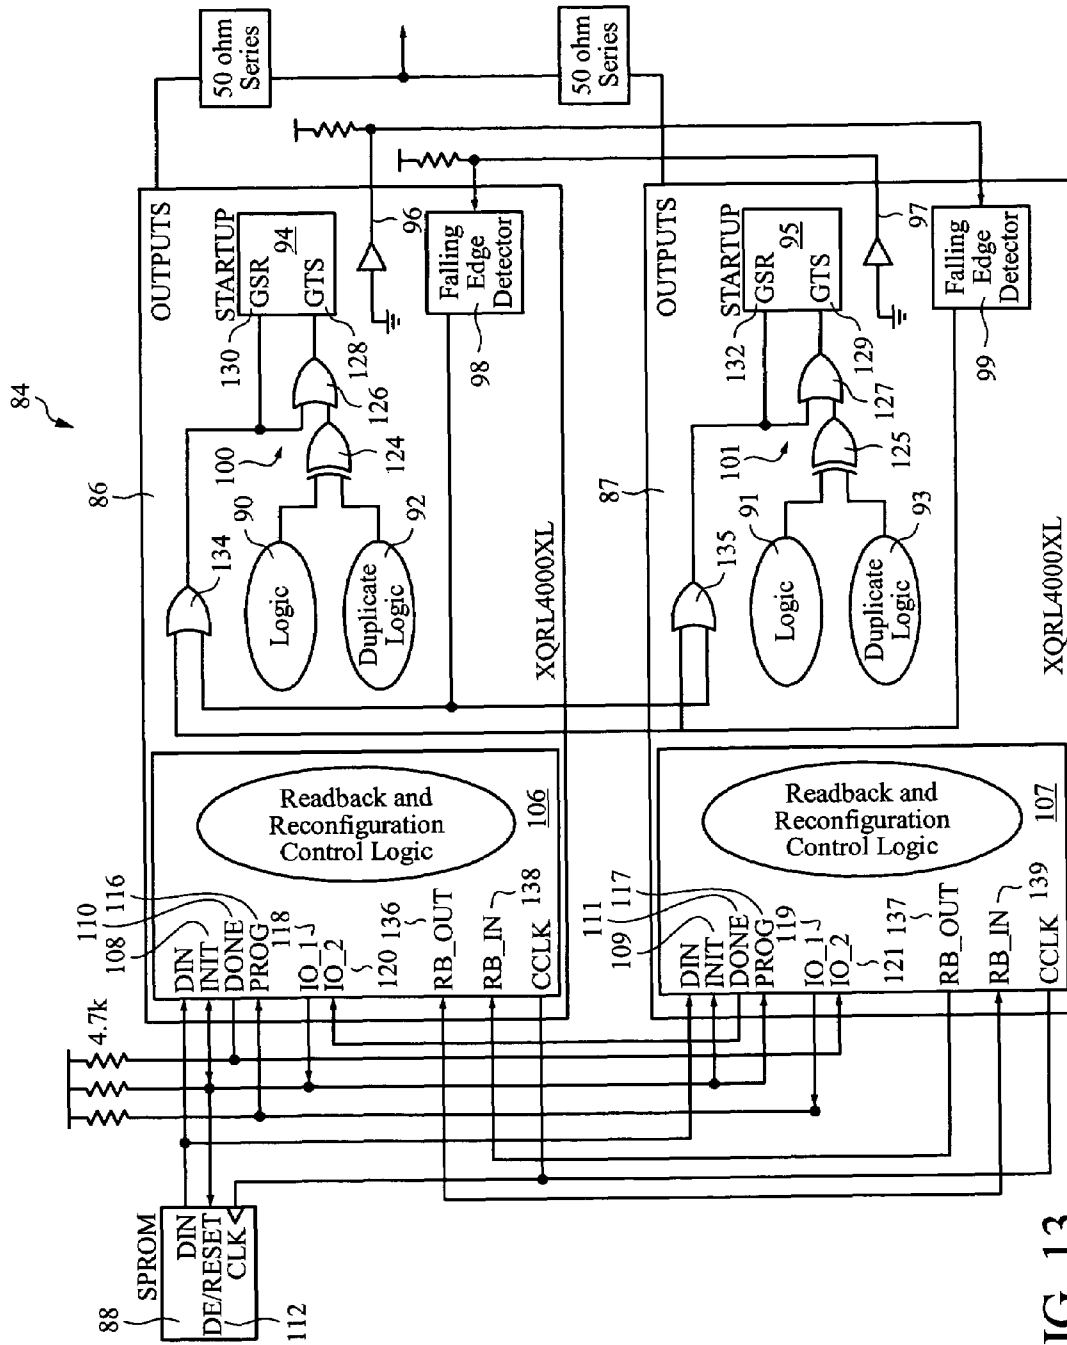 84
SPROM
DIN
DE/RESET
CLK
88
112
4.7k
86
108
110
116
DIN
INIT
DONE
PROG
118
IO_1
IO_2
120
136
RB_OUT
RB_IN
138
CCLK
Readback and
Reconfiguration
Control Logic
106
134
90
Logic
92
Duplicate
Logic
100
124
126
128
130
OUTPUTS
STARTUP
GSR
94
GTS
96
Falling
Edge
Detector
98
XQRL4000XL
50 ohm
Series
87
109
111
117
DIN
INIT
DONE
PROG
119
IO_1
IO_2
121
137
RB_OUT
RB_IN
139
CCLK
Readback and
Reconfiguration
Control Logic
107
135
91
Logic
93
Duplicate
Logic
101
125
127
129
132
OUTPUTS
STARTUP
GSR
95
GTS
97
Falling
Edge
Detector
99
XQRL4000XL
50 ohm
Series
IG. 13